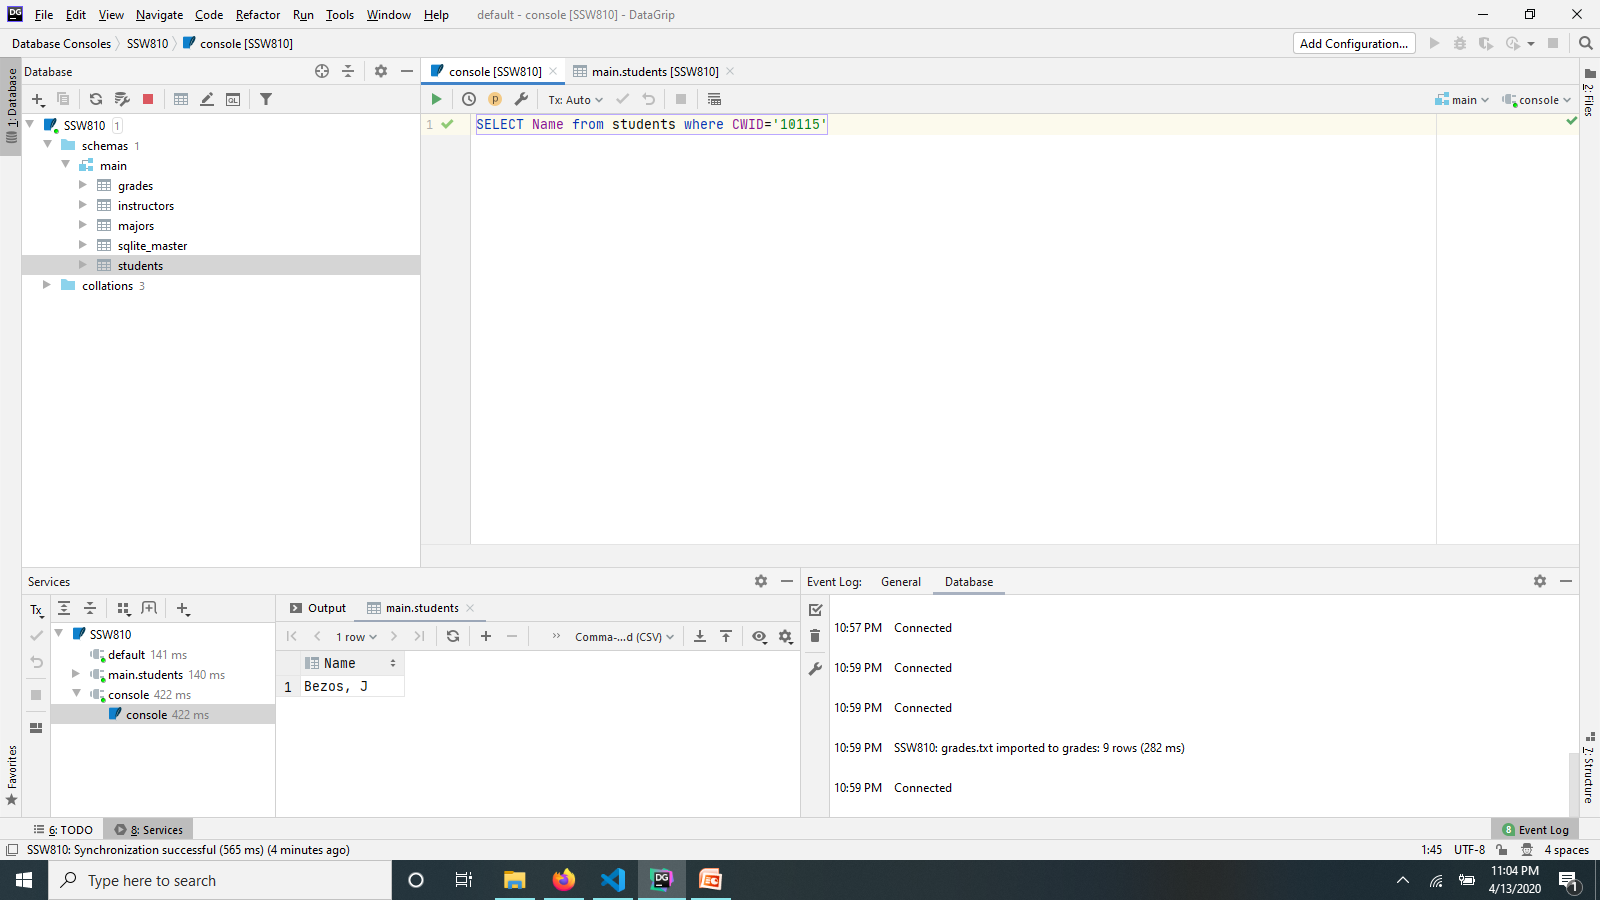 DG File Edit View Navigate Code Refactor Run Tools Window Help default - console [SSW810] - DataGrip
Database Consoles SSW810 console [SSW810] Add Configuration...
1: Database
Database
SSW810 1
schemas 1
main
grades
instructors
majors
sqlite_master
students
collations 3
console [SSW810] main.students [SSW810]
p Tx: Auto main console
1 SELECT Name from students where CWID='10115'
2: Files
Services
Tx
SSW810
default 141 ms
main.students 140 ms
console 422 ms
console 422 ms
Output main.students
1 row Comma-...d (CSV)
Name
1 Bezos, J
Event Log: General Database
10:57 PM Connected
10:59 PM Connected
10:59 PM Connected
10:59 PM SSW810: grades.txt imported to grades: 9 rows (282 ms)
10:59 PM Connected
Favorites
7: Structure
6: TODO 8: Services 8 Event Log
SSW810: Synchronization successful (565 ms) (4 minutes ago) 1:45 UTF-8 4 spaces
Type here to search DG 11:04 PM
4/13/2020 1